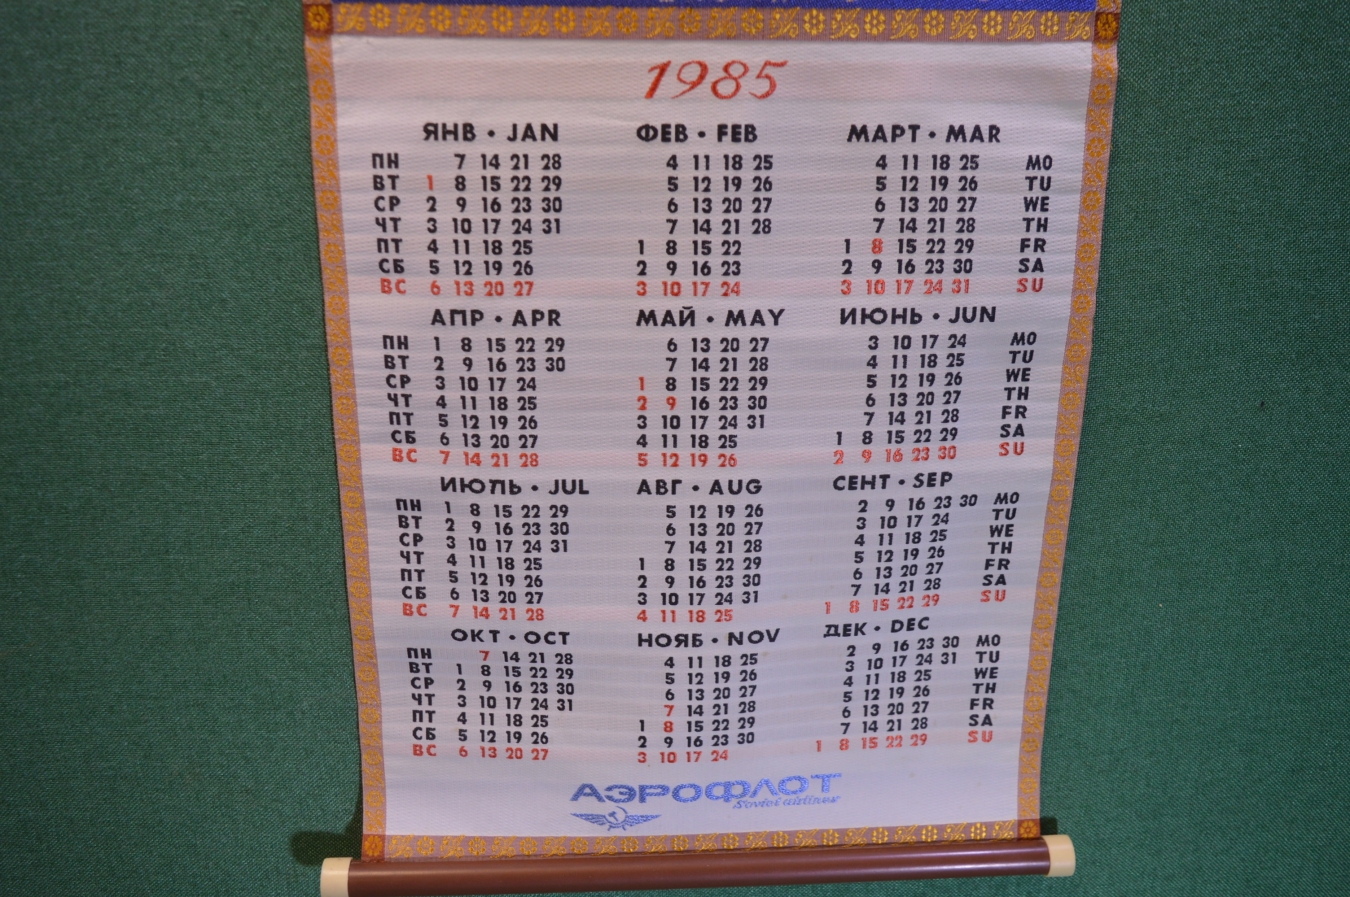 1985
ЯНВ • JAN ФЕВ • FEB МАРТ • MAR
ПН 7 14 21 28 4 11 18 25 4 11 18 25 MO
ВТ 1 8 15 22 29 5 12 19 26 5 12 19 26 TU
СР 2 9 16 23 30 6 13 20 27 6 13 20 27 WE
ЧТ 3 10 17 24 31 7 14 21 28 7 14 21 28 TH
ПТ 4 11 18 25 1 8 15 22 1 8 15 22 29 FR
СБ 5 12 19 26 2 9 16 23 2 9 16 23 30 SA
ВС 6 13 20 27 3 10 17 24 3 10 17 24 31 SU
АПР • APR МАЙ • MAY ИЮНЬ • JUN
ПН 1 8 15 22 29 6 13 20 27 3 10 17 24 MO
ВТ 2 9 16 23 30 7 14 21 28 4 11 18 25 TU
СР 3 10 17 24 1 8 15 22 29 5 12 19 26 WE
ЧТ 4 11 18 25 2 9 16 23 30 6 13 20 27 TH
ПТ 5 12 19 26 3 10 17 24 31 7 14 21 28 FR
СБ 6 13 20 27 4 11 18 25 1 8 15 22 29 SA
ВС 7 14 21 28 5 12 19 26 2 9 16 23 30 SU
ИЮЛЬ • JUL АВГ • AUG СЕНТ • SEP
ПН 1 8 15 22 29 5 12 19 26 2 9 16 23 30 MO
ВТ 2 9 16 23 30 6 13 20 27 3 10 17 24 TU
СР 3 10 17 24 31 7 14 21 28 4 11 18 25 WE
ЧТ 4 11 18 25 1 8 15 22 29 5 12 19 26 TH
ПТ 5 12 19 26 2 9 16 23 30 6 13 20 27 FR
СБ 6 13 20 27 3 10 17 24 31 7 14 21 28 SA
ВС 7 14 21 28 4 11 18 25 1 8 15 22 29 SU
ОКТ • OCT НОЯБ • NOV ДЕК • DEC
ПН 7 14 21 28 4 11 18 25 2 9 16 23 30 MO
ВТ 1 8 15 22 29 5 12 19 26 3 10 17 24 31 TU
СР 2 9 16 23 30 6 13 20 27 4 11 18 25 WE
ЧТ 3 10 17 24 31 7 14 21 28 5 12 19 26 TH
ПТ 4 11 18 25 1 8 15 22 29 6 13 20 27 FR
СБ 5 12 19 26 2 9 16 23 30 7 14 21 28 SA
ВС 6 13 20 27 3 10 17 24 1 8 15 22 29 SU
АЭРОФЛОТ
Soviet airlines